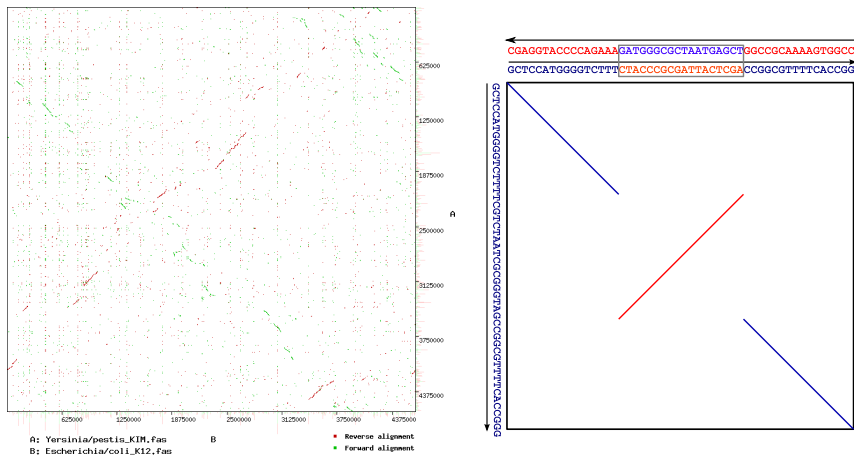 625000
1250000
1875000
2500000
3125000
3750000
4375000
A
625000
1250000
1875000
2500000
3125000
3750000
4375000
A: Yersinia/pestis_KIM.fas
B
B: Escherichia/coli_K12.fas
Reverse alignment
Forward alignment
CGAGGTACCCCAGAAAGATGGGCGCTAATGAGCTGGCCGCAAAAGTGGCC
GCTCCATGGGGTCTTTCTACCCGCGATTACTCGACCGGCGTTTTCACCGG